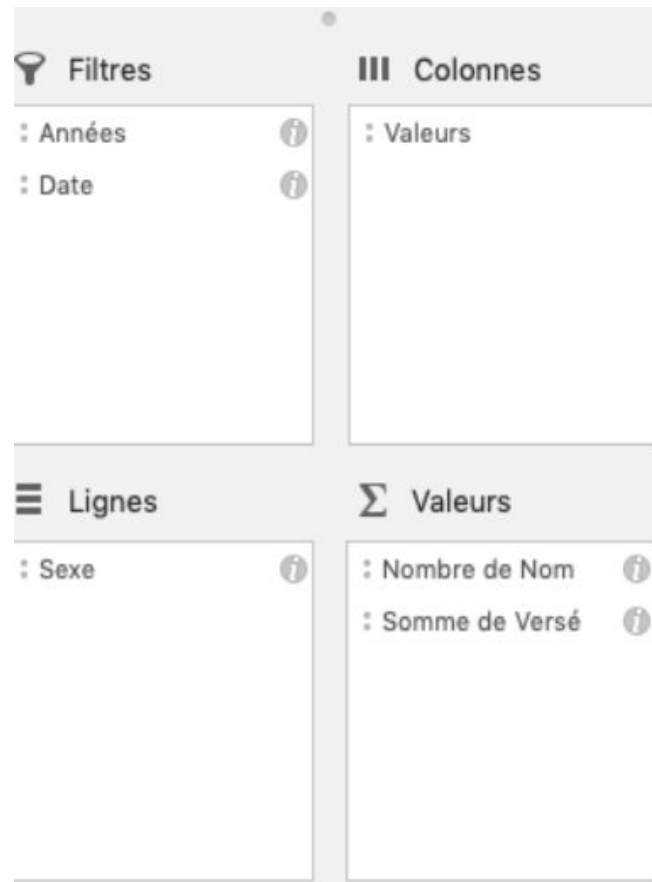 Filtres
Années
Date
Colonnes
Valeurs
Lignes
Sexe
Valeurs
Nombre de Nom
Somme de Versé